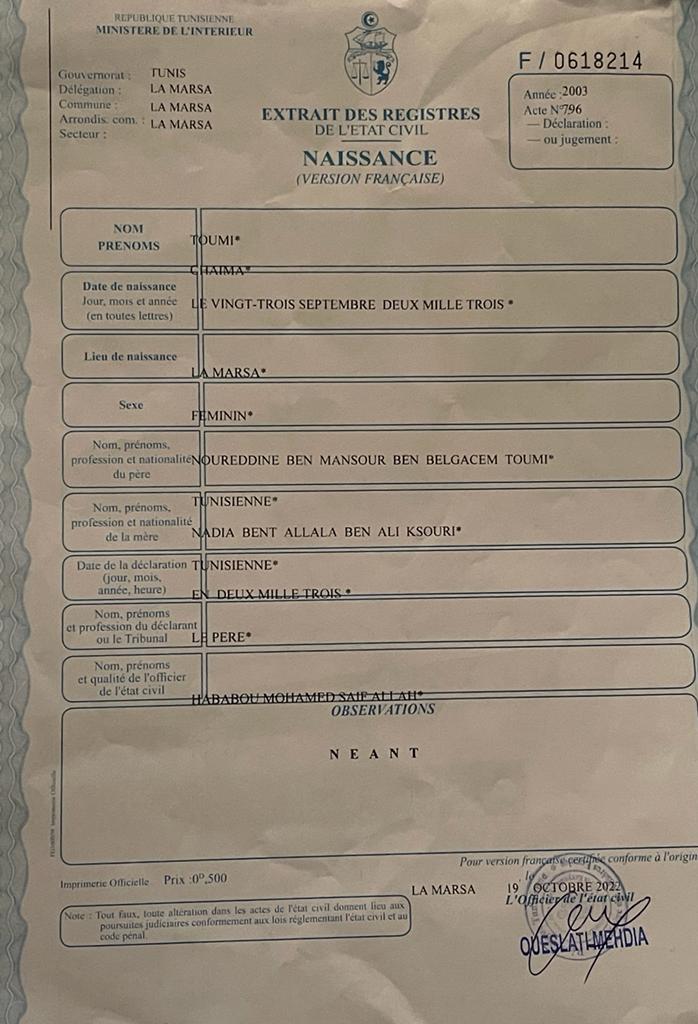 REPUBLIQUE TUNISIENNE
MINISTERE DE L'INTERIEUR
Gouvernorat : TUNIS
Délégation : LA MARSA
Commune : LA MARSA
Arrondis. com. : LA MARSA
Secteur :
EXTRAIT DES REGISTRES
DE L'ETAT CIVIL
NAISSANCE
(VERSION FRANÇAISE)
F / 0618214
Année : 2003
Acte N° 796
— Déclaration :
— ou jugement :
NOM
PRENOMS
TOUMI*
CHAIMA*
Date de naissance
Jour, mois et année
(en toutes lettres)
LE VINGT-TROIS SEPTEMBRE DEUX MILLE TROIS *
Lieu de naissance
LA MARSA*
Sexe
FEMININ*
Nom, prénoms,
profession et nationalité
du père
NOUREDDINE BEN MANSOUR BEN BELGACEM TOUMI*
TUNISIENNE*
Nom, prénoms,
profession et nationalité
de la mère
NADIA BENT ALLALA BEN ALI KSOURI*
TUNISIENNE*
Date de la déclaration
(jour, mois,
année, heure)
EN DEUX MILLE TROIS *
Nom, prénoms
et profession du déclarant
ou le Tribunal
LE PERE*
Nom, prénoms
et qualité de l'officier
de l'état civil
HABABOU MOHAMED SAIF ALLAH*
OBSERVATIONS
N E A N T
Pour version française certifiée conforme à l'origin
Imprimerie Officielle Prix :0ᴰ,500
LA MARSA le 19 OCTOBRE 2022
L'Officier de l'état civil
OUESLATI MEHDIA
Note : Tout faux, toute altération dans les actes de l'état civil donnent lieu aux
poursuites judiciaires conformement aux lois réglementant l'état civil et au
code pénal.